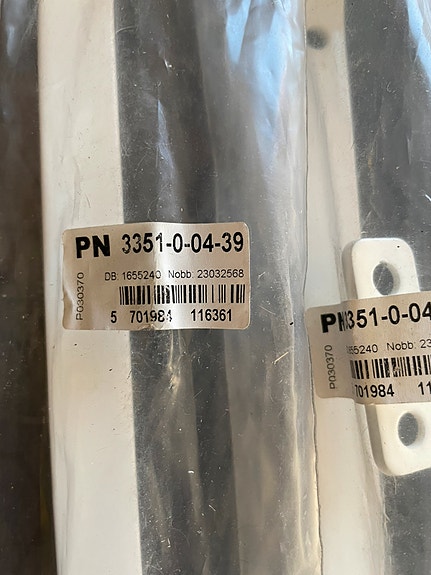 PN 3351-0-04-39
DB: 1655240 Nobb: 23032568
P030370
5 701984 116361
PN 3351-0-04
1655240 Nobb: 23
P030370
701984 11